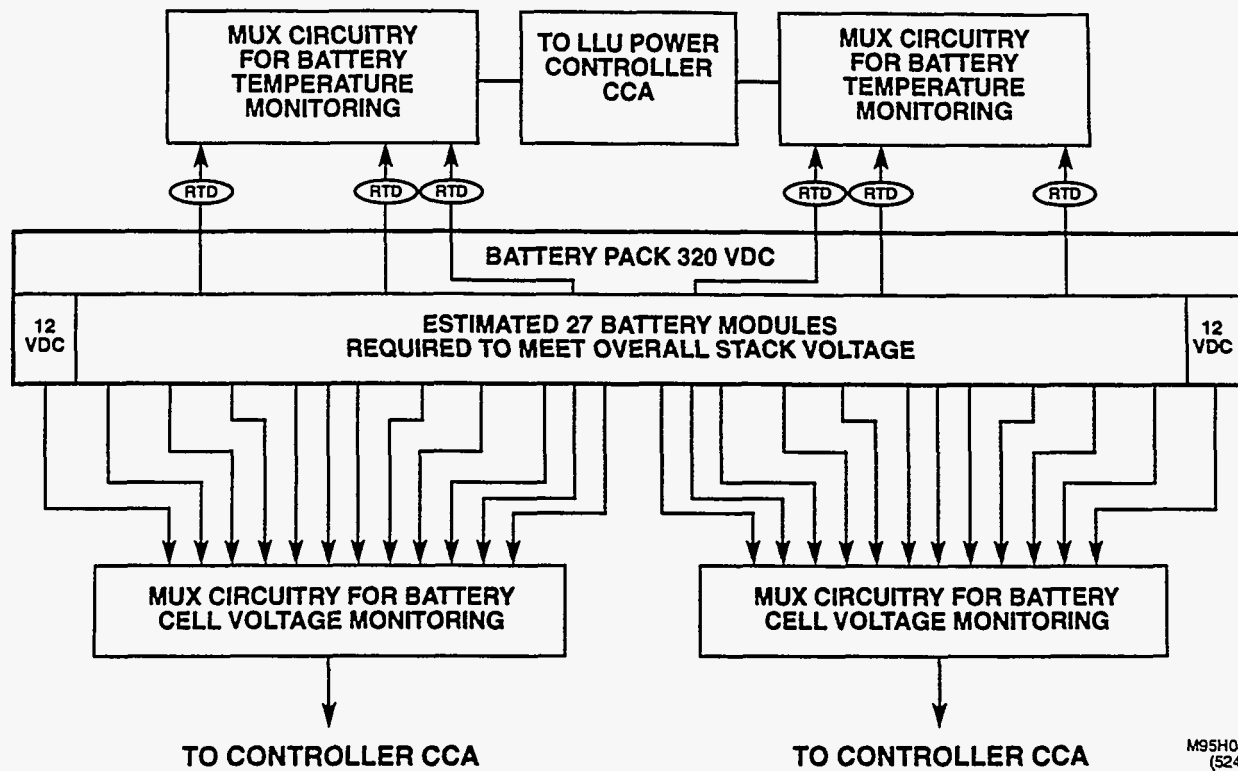 MUX CIRCUITRY
FOR BATTERY
TEMPERATURE
MONITORING
TO LLU POWER
CONTROLLER
CCA
MUX CIRCUITRY
FOR BATTERY
TEMPERATURE
MONITORING
RTD
RTD
RTD
RTD
RTD
RTD
BATTERY PACK 320 VDC
12
VDC
ESTIMATED 27 BATTERY MODULES
REQUIRED TO MEET OVERALL STACK VOLTAGE
12
VDC
MUX CIRCUITRY FOR BATTERY
CELL VOLTAGE MONITORING
MUX CIRCUITRY FOR BATTERY
CELL VOLTAGE MONITORING
TO CONTROLLER CCA
TO CONTROLLER CCA
M95H0
(524